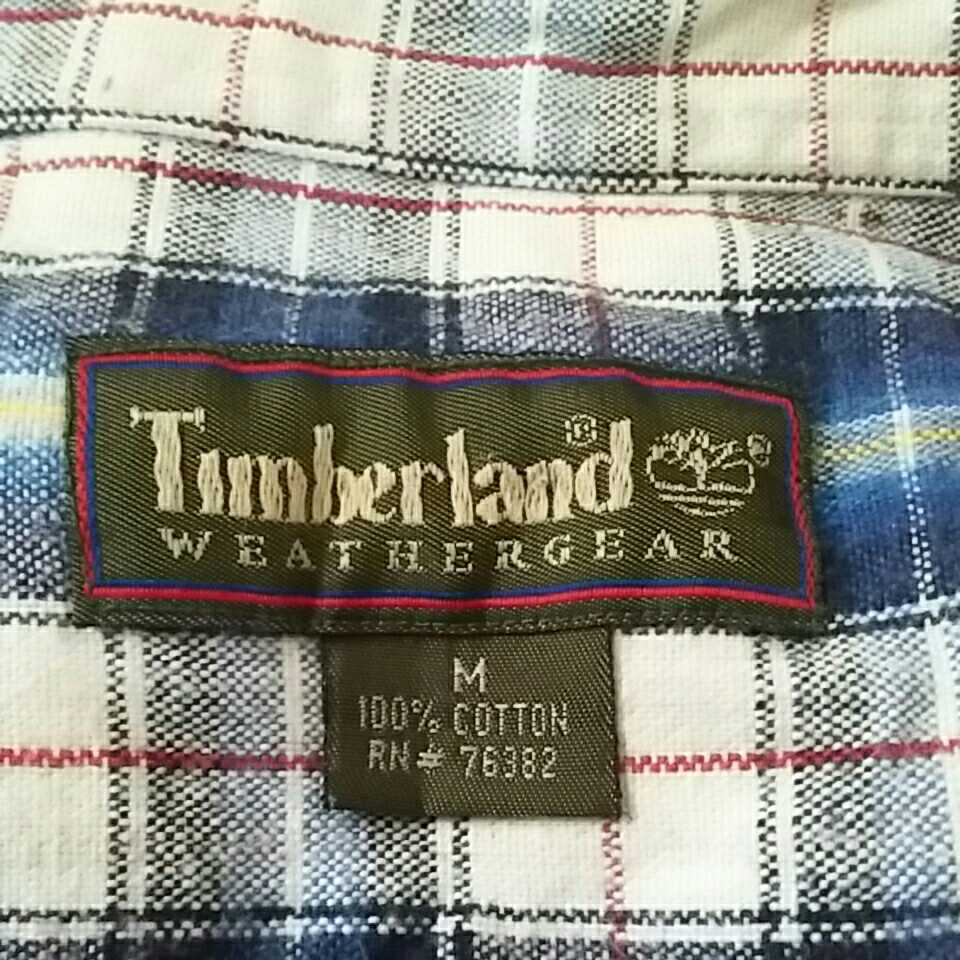 Timberland®
WEATHERGEAR
M
100% COTTON
RN# 76382